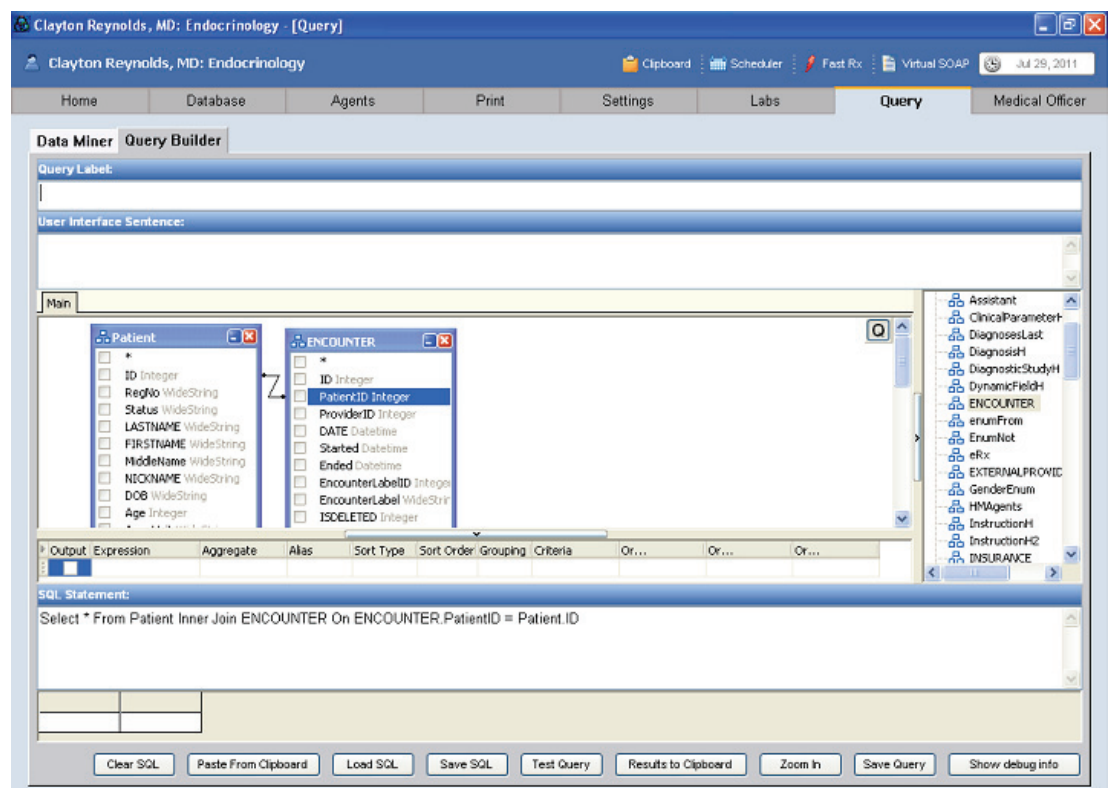 Clayton Reynolds, MD: Endocrinology - [Query]
Clayton Reynolds, MD: Endocrinology
Clipboard Scheduler Fast Rx Virtual SOAP Jul 29, 2011
Home Database Agents Print Settings Labs Query Medical Officer
Data Miner Query Builder
Query Label:
User Interface Sentence:
Main
Q
Patient
*
ID Integer
RegNo WideString
Status WideString
LASTNAME WideString
FIRSTNAME WideString
MiddleName WideString
NICKNAME WideString
DOB WideString
Age Integer
ENCOUNTER
*
ID Integer
PatientID Integer
ProviderID Integer
DATE Datetime
Started Datetime
Ended Datetime
EncounterLabelID Integer
EncounterLabel WideStrin
ISDELETED Integer
Assistant
ClinicalParameterH
DiagnosesLast
DiagnosisH
DiagnosticStudyH
DynamicFieldH
ENCOUNTER
enumFrom
EnumNot
eRx
EXTERNALPROVID
GenderEnum
HMAgents
InstructionH
InstructionH2
INSURANCE
Output Expression Aggregate Alias Sort Type Sort Order Grouping Criteria Or... Or... Or...
SQL Statement:
Select * From Patient Inner Join ENCOUNTER On ENCOUNTER.PatientID = Patient.ID
Clear SQL Paste From Clipboard Load SQL Save SQL Test Query Results to Clipboard Zoom In Save Query Show debug info